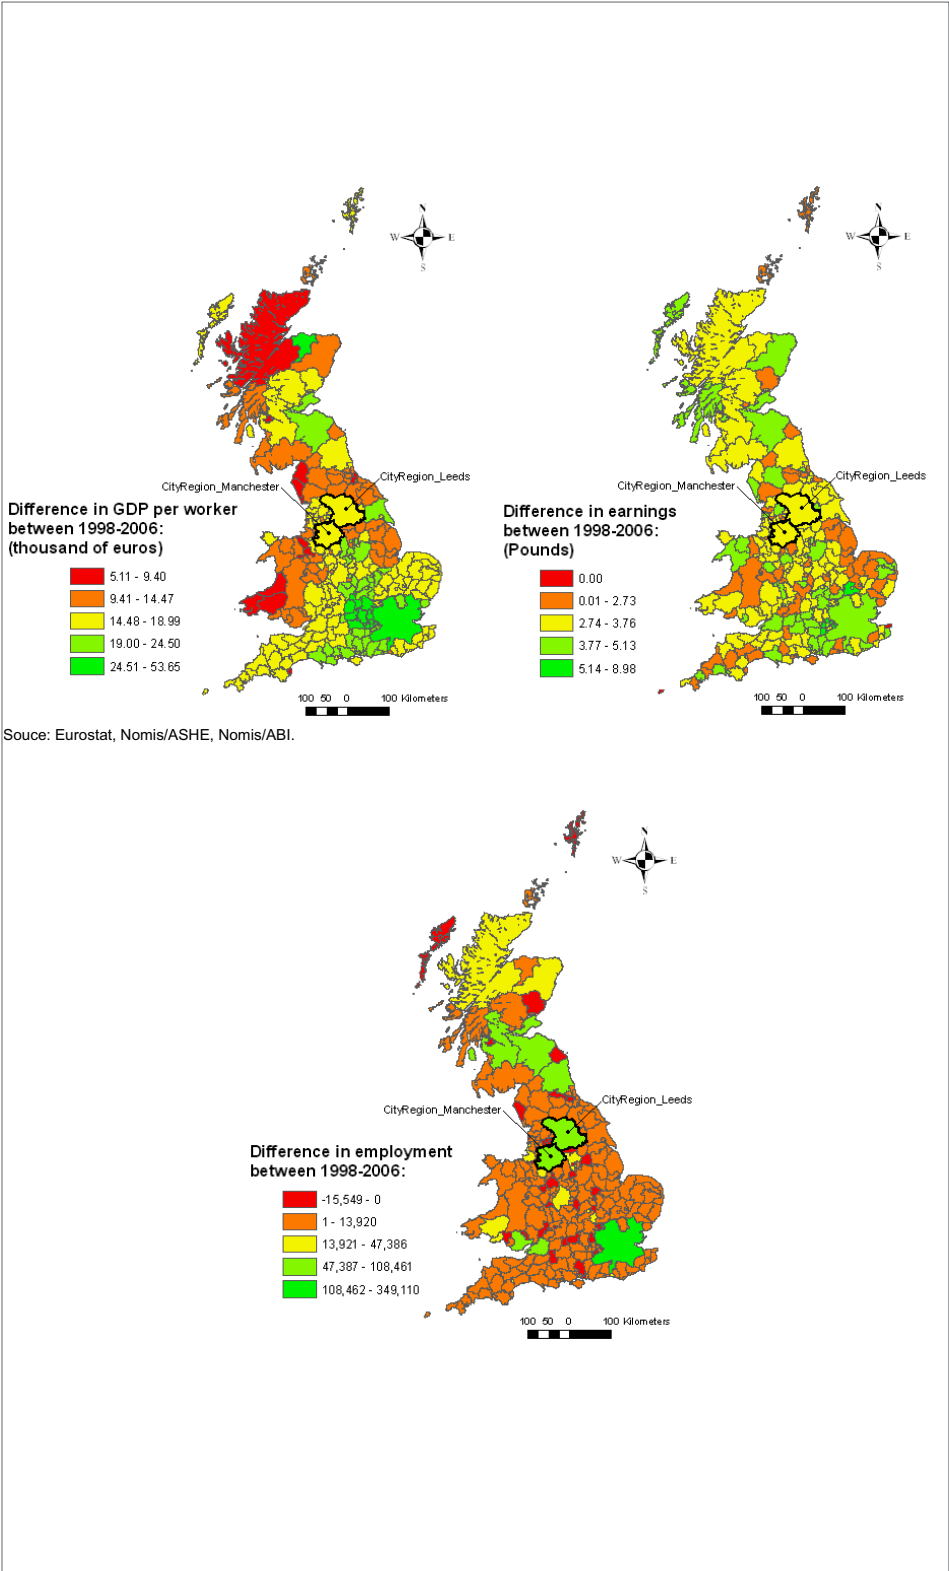 N
W E
S
CityRegion_Manchester
CityRegion_Leeds
Difference in GDP per worker
between 1998-2006:
(thousand of euros)
5.11 - 9.40
9.41 - 14.47
14.48 - 18.99
19.00 - 24.50
24.51 - 53.65
100 50 0 100 Kilometers
N
W E
S
CityRegion_Manchester
CityRegion_Leeds
Difference in earnings
between 1998-2006:
(Pounds)
0.00
0.01 - 2.73
2.74 - 3.76
3.77 - 5.13
5.14 - 8.98
100 50 0 100 Kilometers
Souce: Eurostat, Nomis/ASHE, Nomis/ABI.
N
W E
S
CityRegion_Manchester
CityRegion_Leeds
Difference in employment
between 1998-2006:
-15,549 - 0
1 - 13,920
13,921 - 47,386
47,387 - 108,461
108,462 - 349,110
100 50 0 100 Kilometers